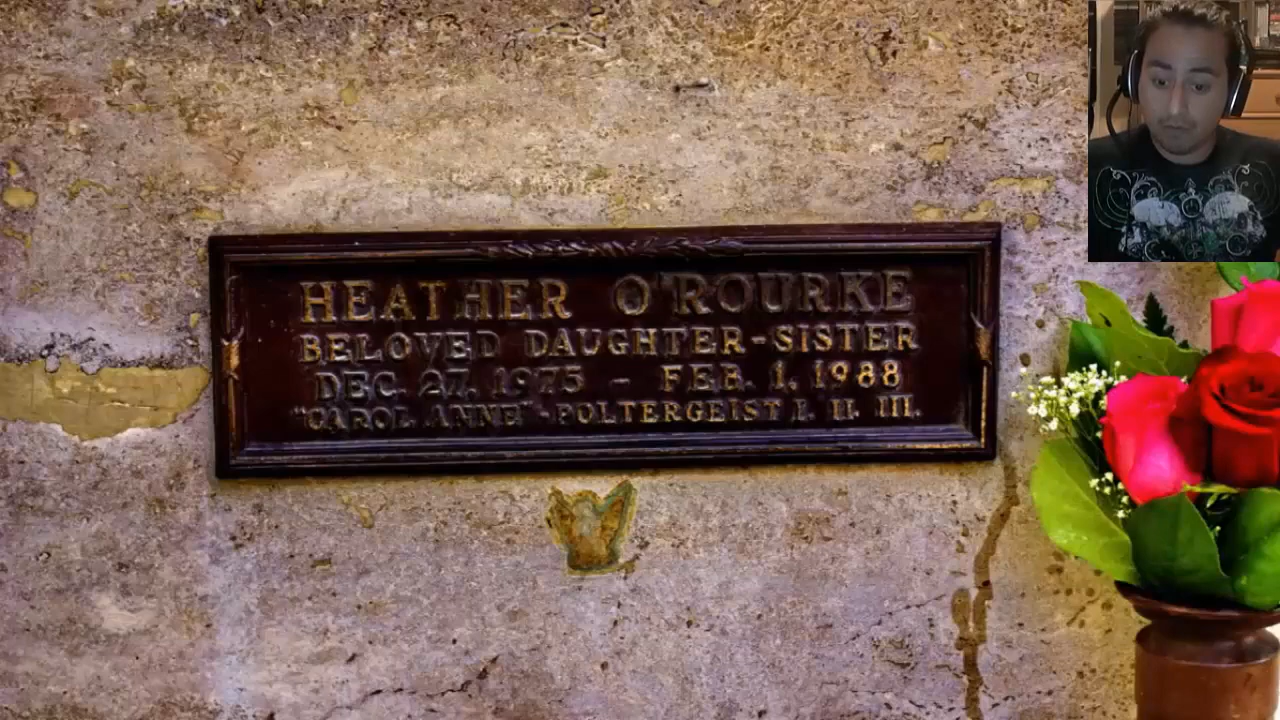 HEATHER O'ROURKE
BELOVED DAUGHTER-SISTER
DEC. 27, 1975 - FEB. 1, 1988
"CAROL ANNE" - POLTERGEIST I. II. III.